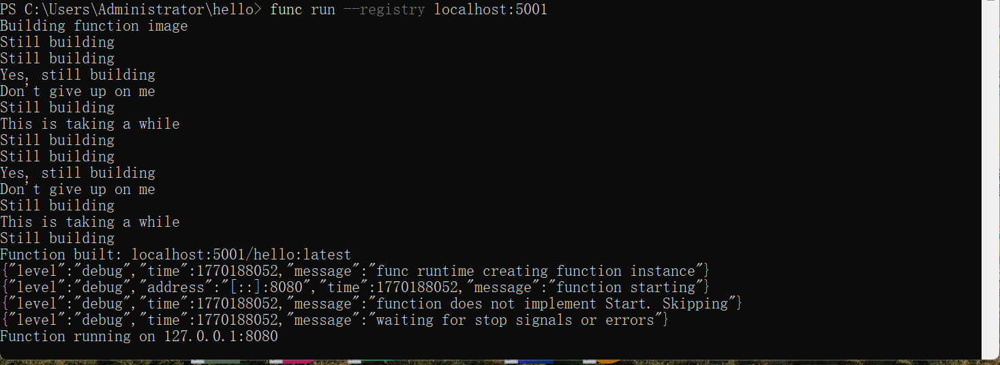 PS C:\Users\Administrator\hello> func run --registry localhost:5001
Building function image
Still building
Still building
Yes, still building
Don't give up on me
Still building
This is taking a while
Still building
Still building
Yes, still building
Don't give up on me
Still building
This is taking a while
Still building
Function built: localhost:5001/hello:latest
{"level":"debug","time":1770188052,"message":"func runtime creating function instance"}
{"level":"debug","address":"[::]:8080","time":1770188052,"message":"function starting"}
{"level":"debug","time":1770188052,"message":"function does not implement Start. Skipping"}
{"level":"debug","time":1770188052,"message":"waiting for stop signals or errors"}
Function running on 127.0.0.1:8080